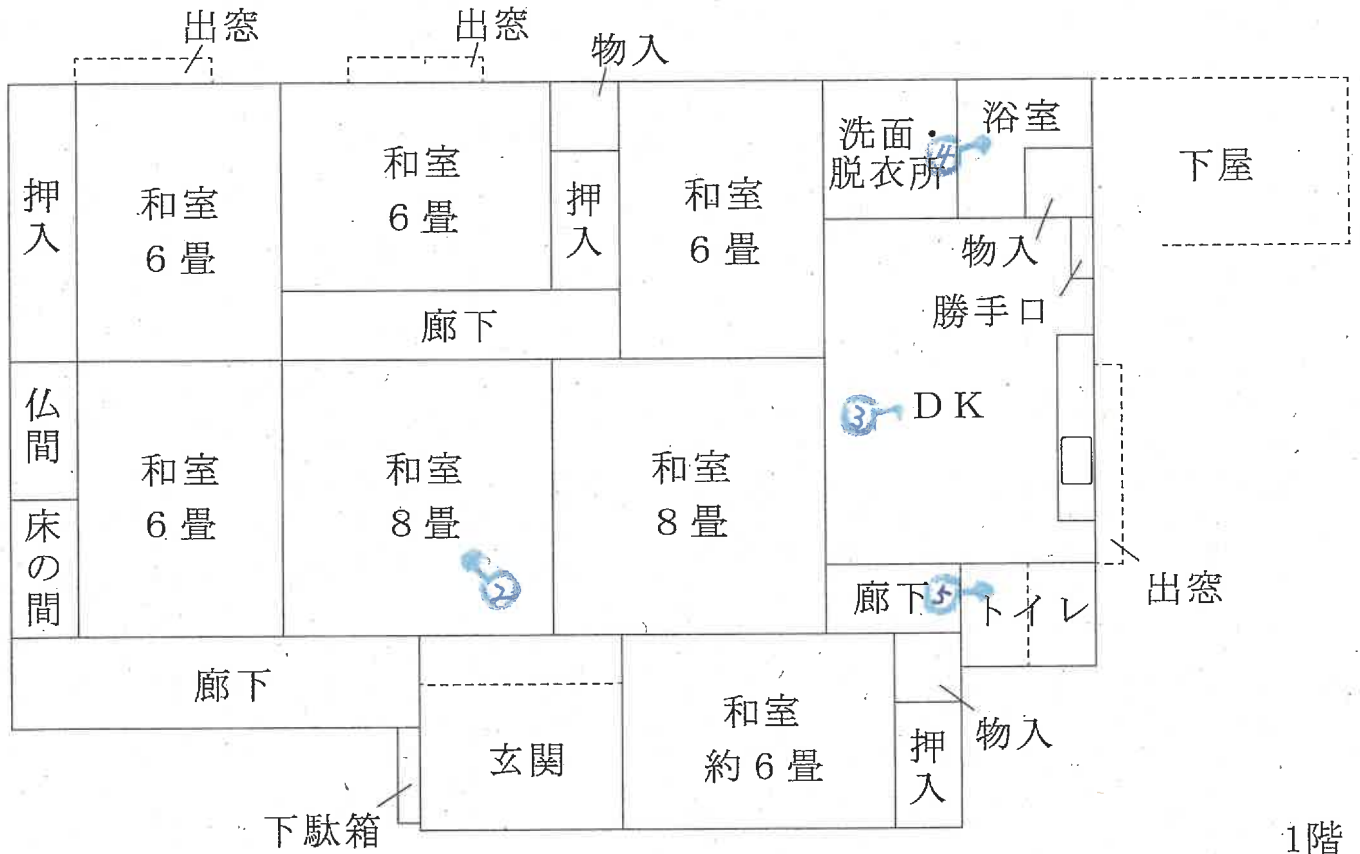 出窓
出窓
物入
押入
和室
6畳
和室
6畳
押入
和室
6畳
洗面・
脱衣所
④
浴室
下屋
物入
勝手口
廊下
仏間
床の間
和室
6畳
和室
8畳
②
和室
8畳
③
DK
出窓
廊下
⑤
トイレ
廊下
玄関
下駄箱
和室
約6畳
押入
物入
1階